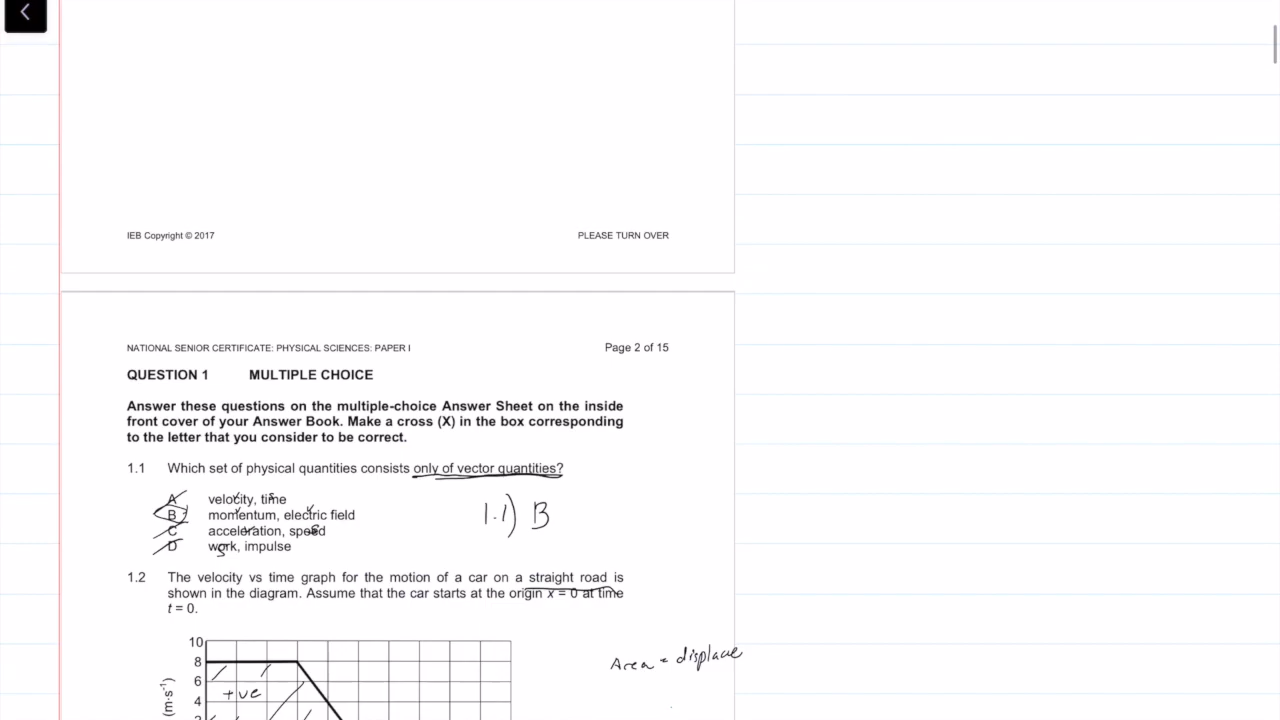 IEB Copyright © 2017
PLEASE TURN OVER
NATIONAL SENIOR CERTIFICATE: PHYSICAL SCIENCES: PAPER I
Page 2 of 15
QUESTION 1 MULTIPLE CHOICE
Answer these questions on the multiple-choice Answer Sheet on the inside
front cover of your Answer Book. Make a cross (X) in the box corresponding
to the letter that you consider to be correct.
1.1 Which set of physical quantities consists only of vector quantities?
A velocity, time
B momentum, electric field
C acceleration, speed
D work, impulse
1.1) B
1.2 The velocity vs time graph for the motion of a car on a straight road is
shown in the diagram. Assume that the car starts at the origin x = 0 at time
t = 0.
10
8
6
4
(m·s⁻¹)
+ve
Area = displace